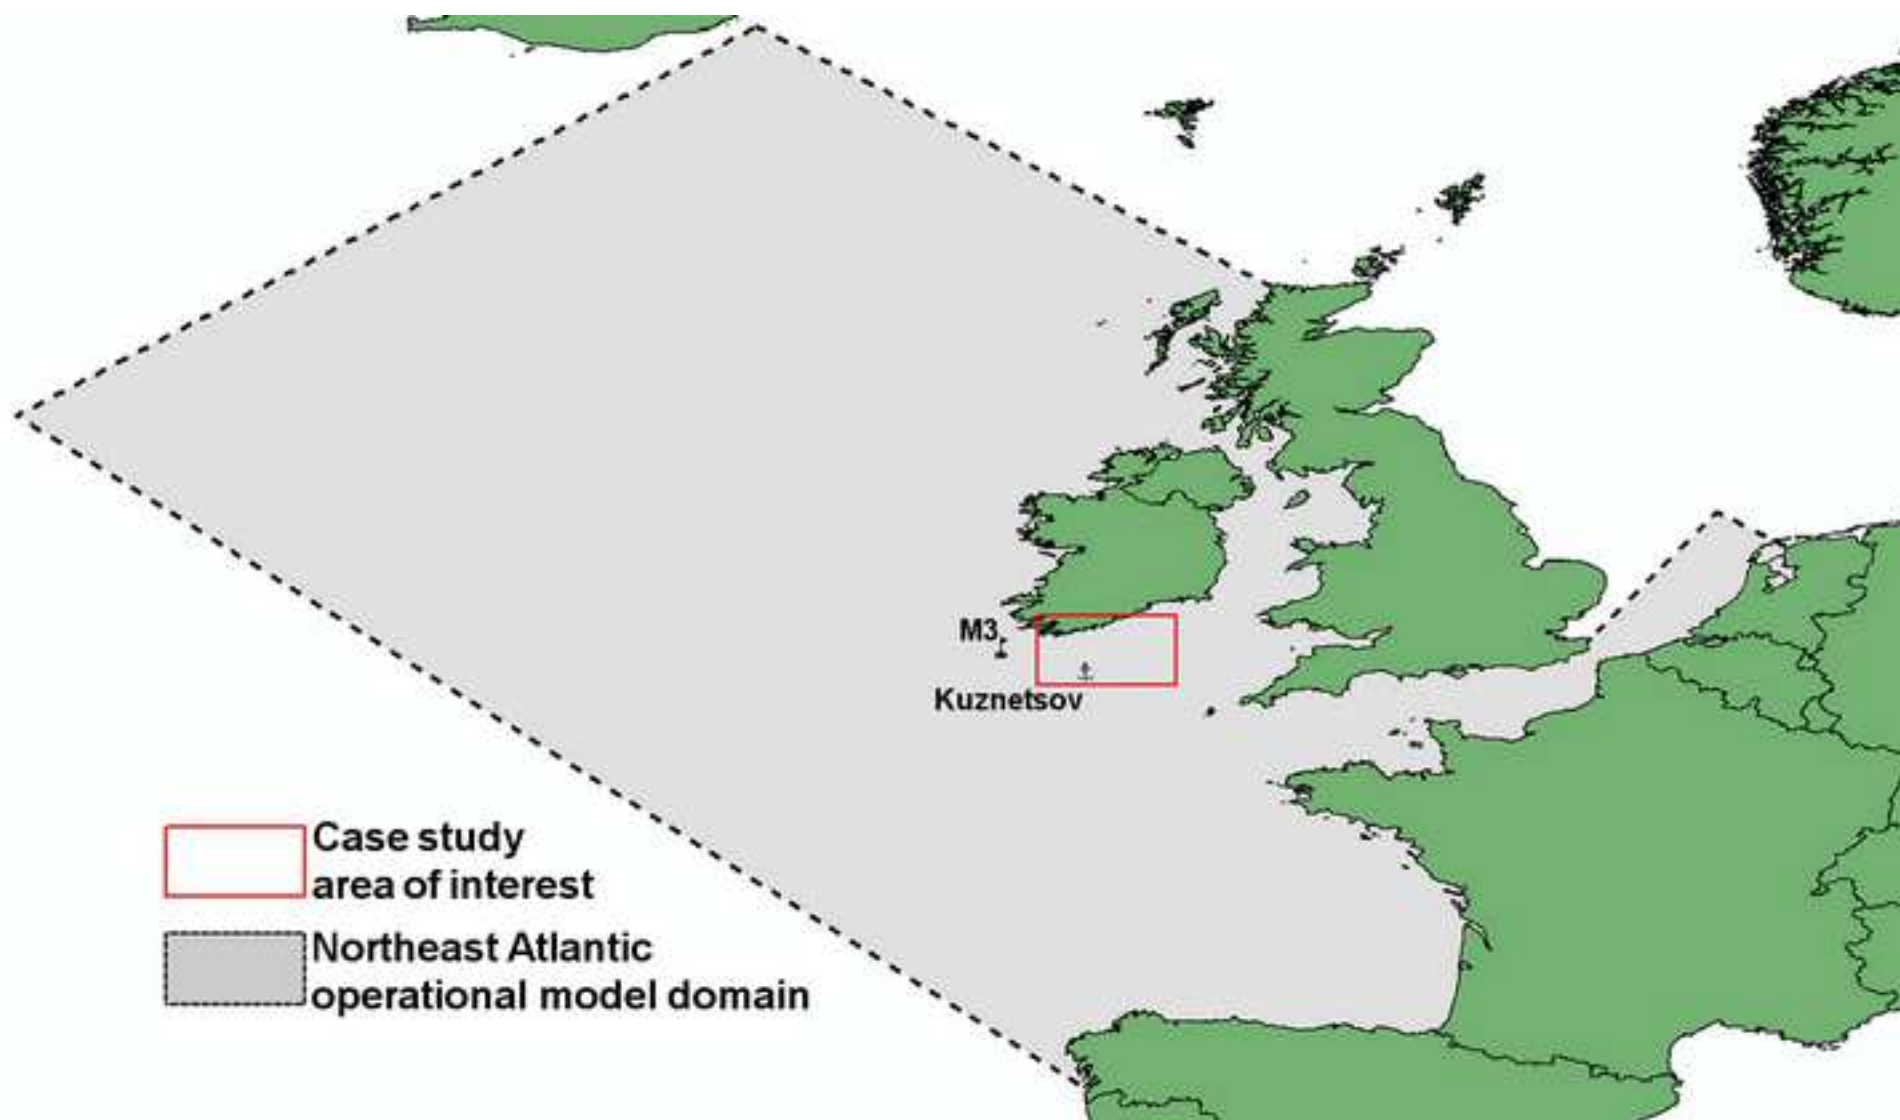 M3
Kuznetsov
Case study
area of interest
Northeast Atlantic
operational model domain